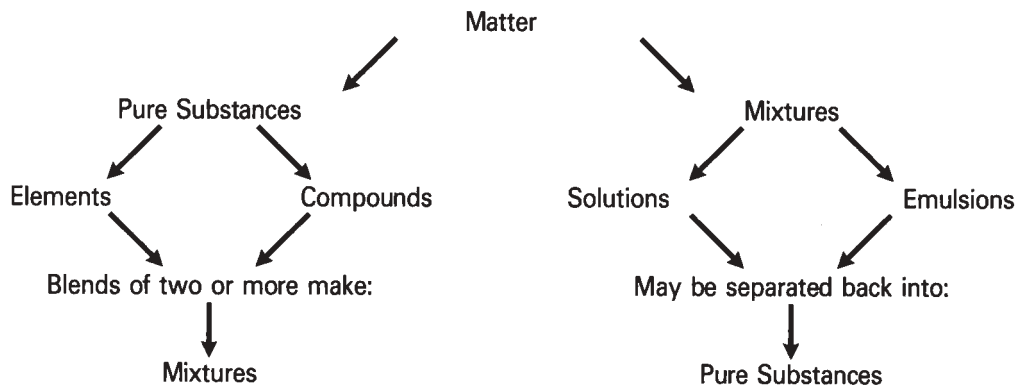 Matter
Pure Substances
Mixtures
Elements
Compounds
Solutions
Emulsions
Blends of two or more make:
May be separated back into:
Mixtures
Pure Substances